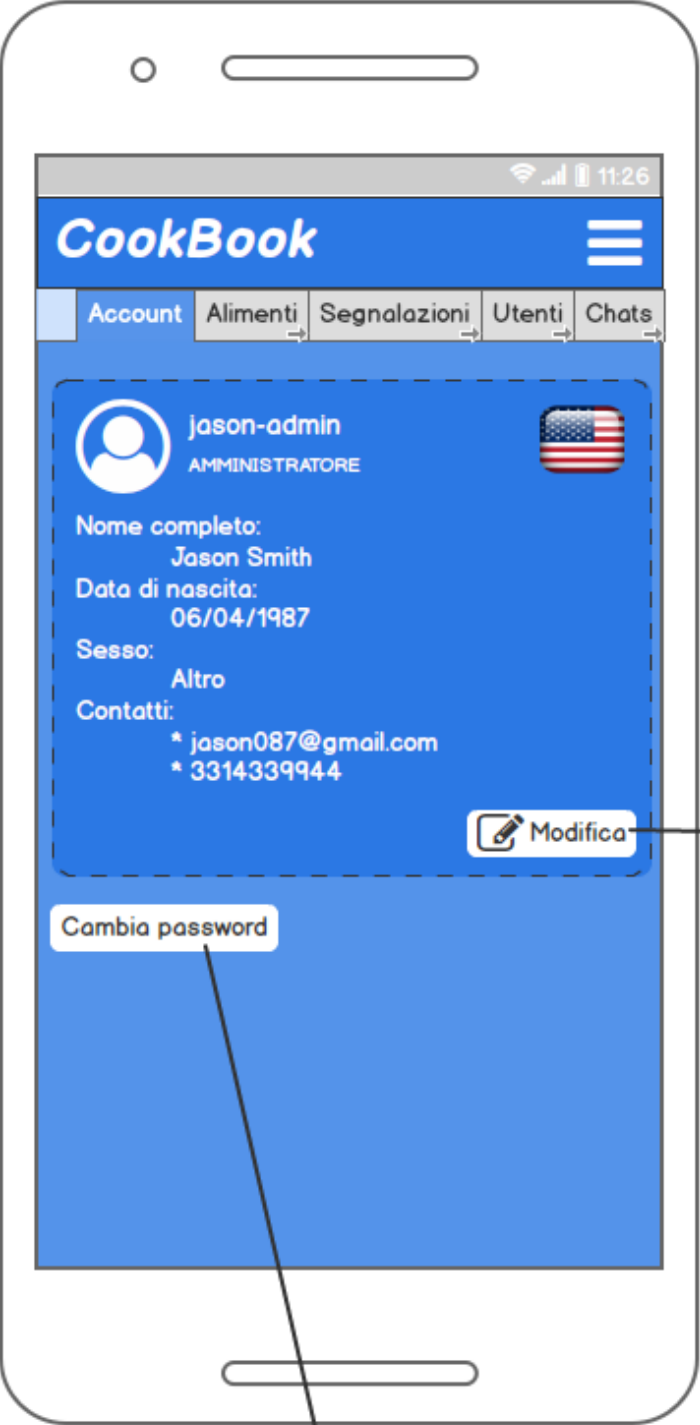 11:26
CookBook
Account Alimenti Segnalazioni Utenti Chats
jason-admin
AMMINISTRATORE
Nome completo:
Jason Smith
Data di nascita:
06/04/1987
Sesso:
Altro
Contatti:
* jason087@gmail.com
* 3314339944
Modifica
Cambia password